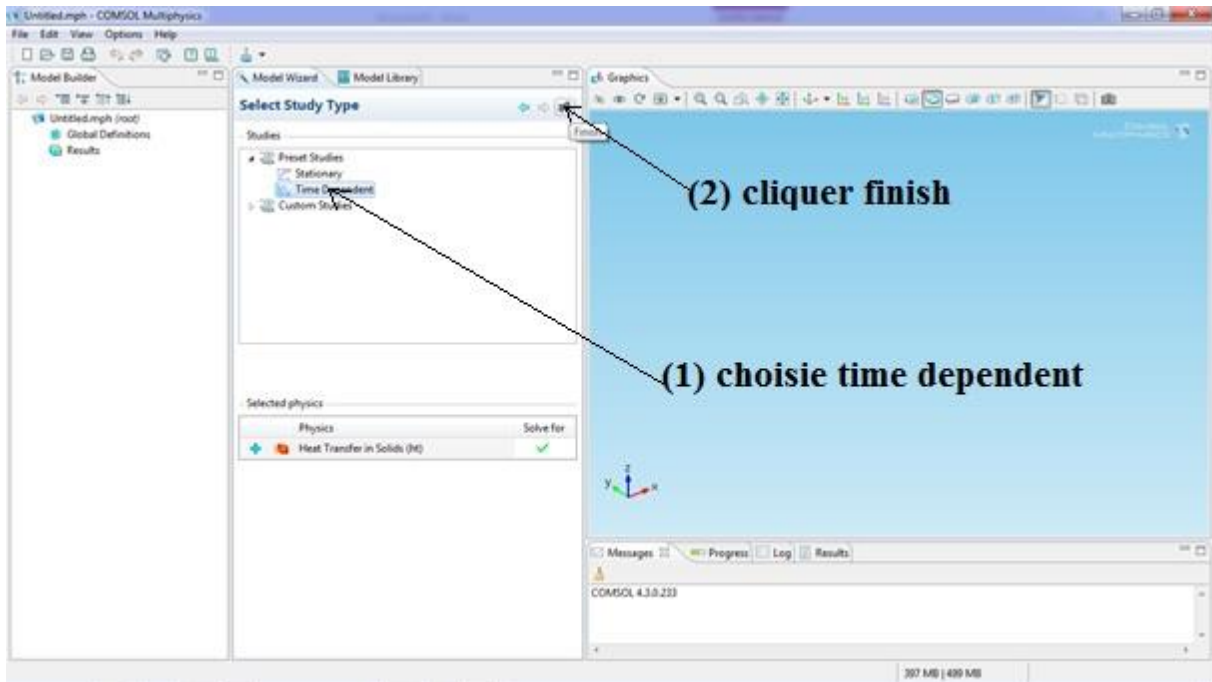 Untitled.mph - COMSOL Multiphysics
File Edit View Options Help
Model Builder
Model Wizard
Model Library
Graphics
Untitled.mph (root)
Global Definitions
Results
Select Study Type
Finish
Studies
Preset Studies
Stationary
Time Dependent
Custom Studies
(2) cliquer finish
(1) choisie time dependent
Selected physics
Physics
Solve for
Heat Transfer in Solids (ht)
z
y
x
Messages
Progress
Log
Results
COMSOL 4.3.0.233
397 MB | 499 MB